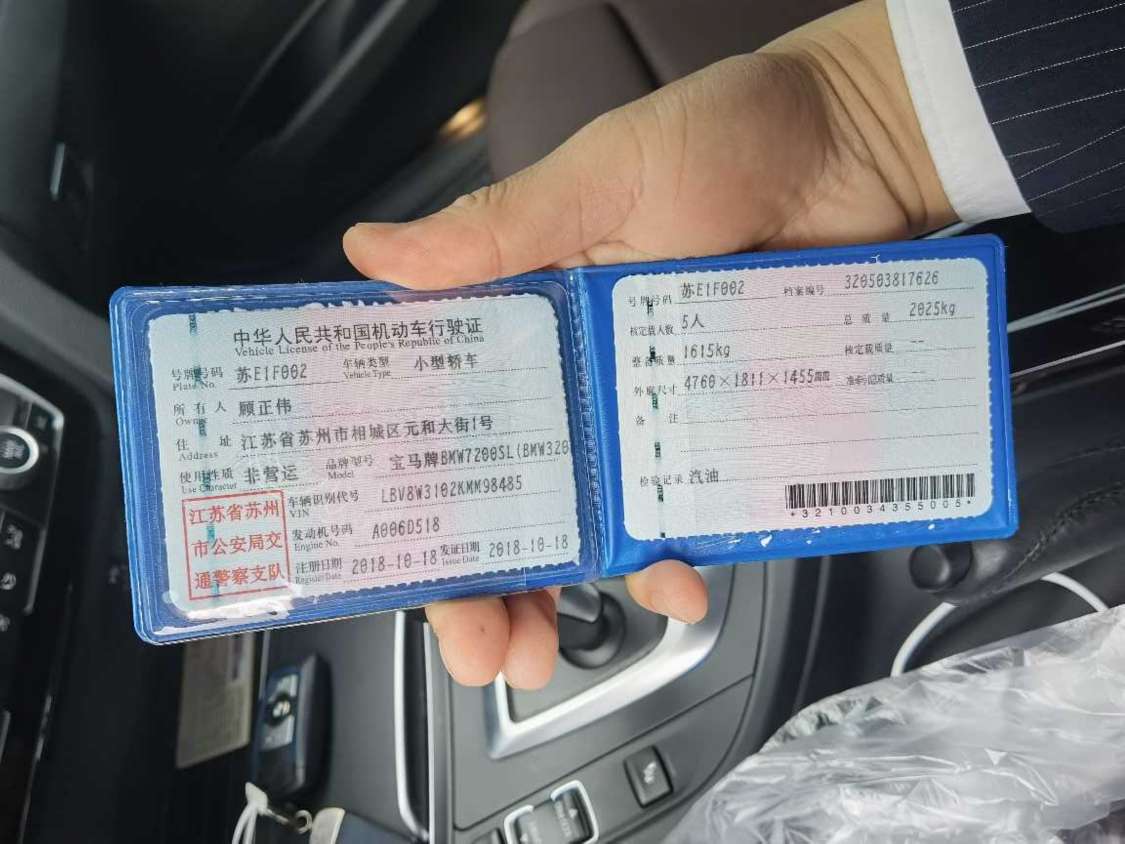 中华人民共和国机动车行驶证
Vehicle License of the People's Republic of China
号牌号码 苏E1F002 车辆类型 小型轿车
Plate No. Vehicle Type
所有人 顾正伟
Owner
住址 江苏省苏州市相城区元和大街1号
Address
使用性质 非营运 品牌型号 宝马牌BMW7200SL(BMW320
Use Character Model
江苏省苏州
市公安局交
通警察支队
车辆识别代号 LBV8W3102KMM98485
VIN
发动机号码 A006D518
Engine No.
注册日期 2018-10-18 发证日期 2018-10-18
Register Date Issue Date
号牌号码 苏E1F002 档案编号 320503817626
核定载人数 5人 总质量 2025kg
整备质量 1615kg 核定载质量 --
外廓尺寸 4760×1811×1455mm 准牵引总质量
备注
检验记录 汽油
*3210034355005*